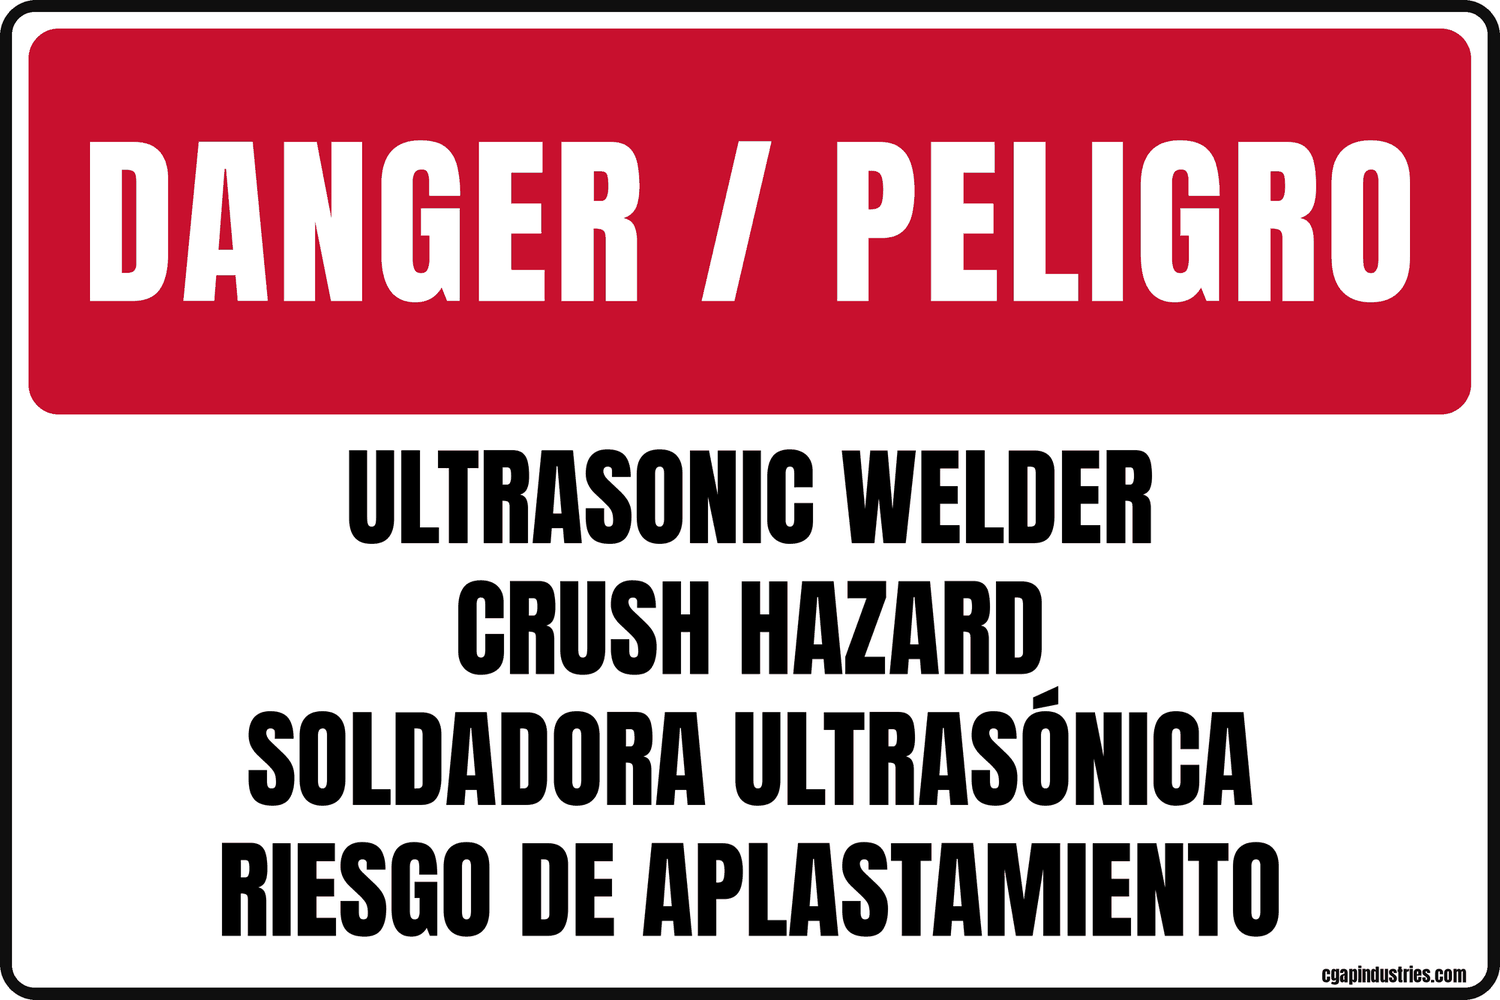 DANGER / PELIGRO
ULTRASONIC WELDER
CRUSH HAZARD
SOLDADORA ULTRASÓNICA
RIESGO DE APLASTAMIENTO
cgapindustries.com